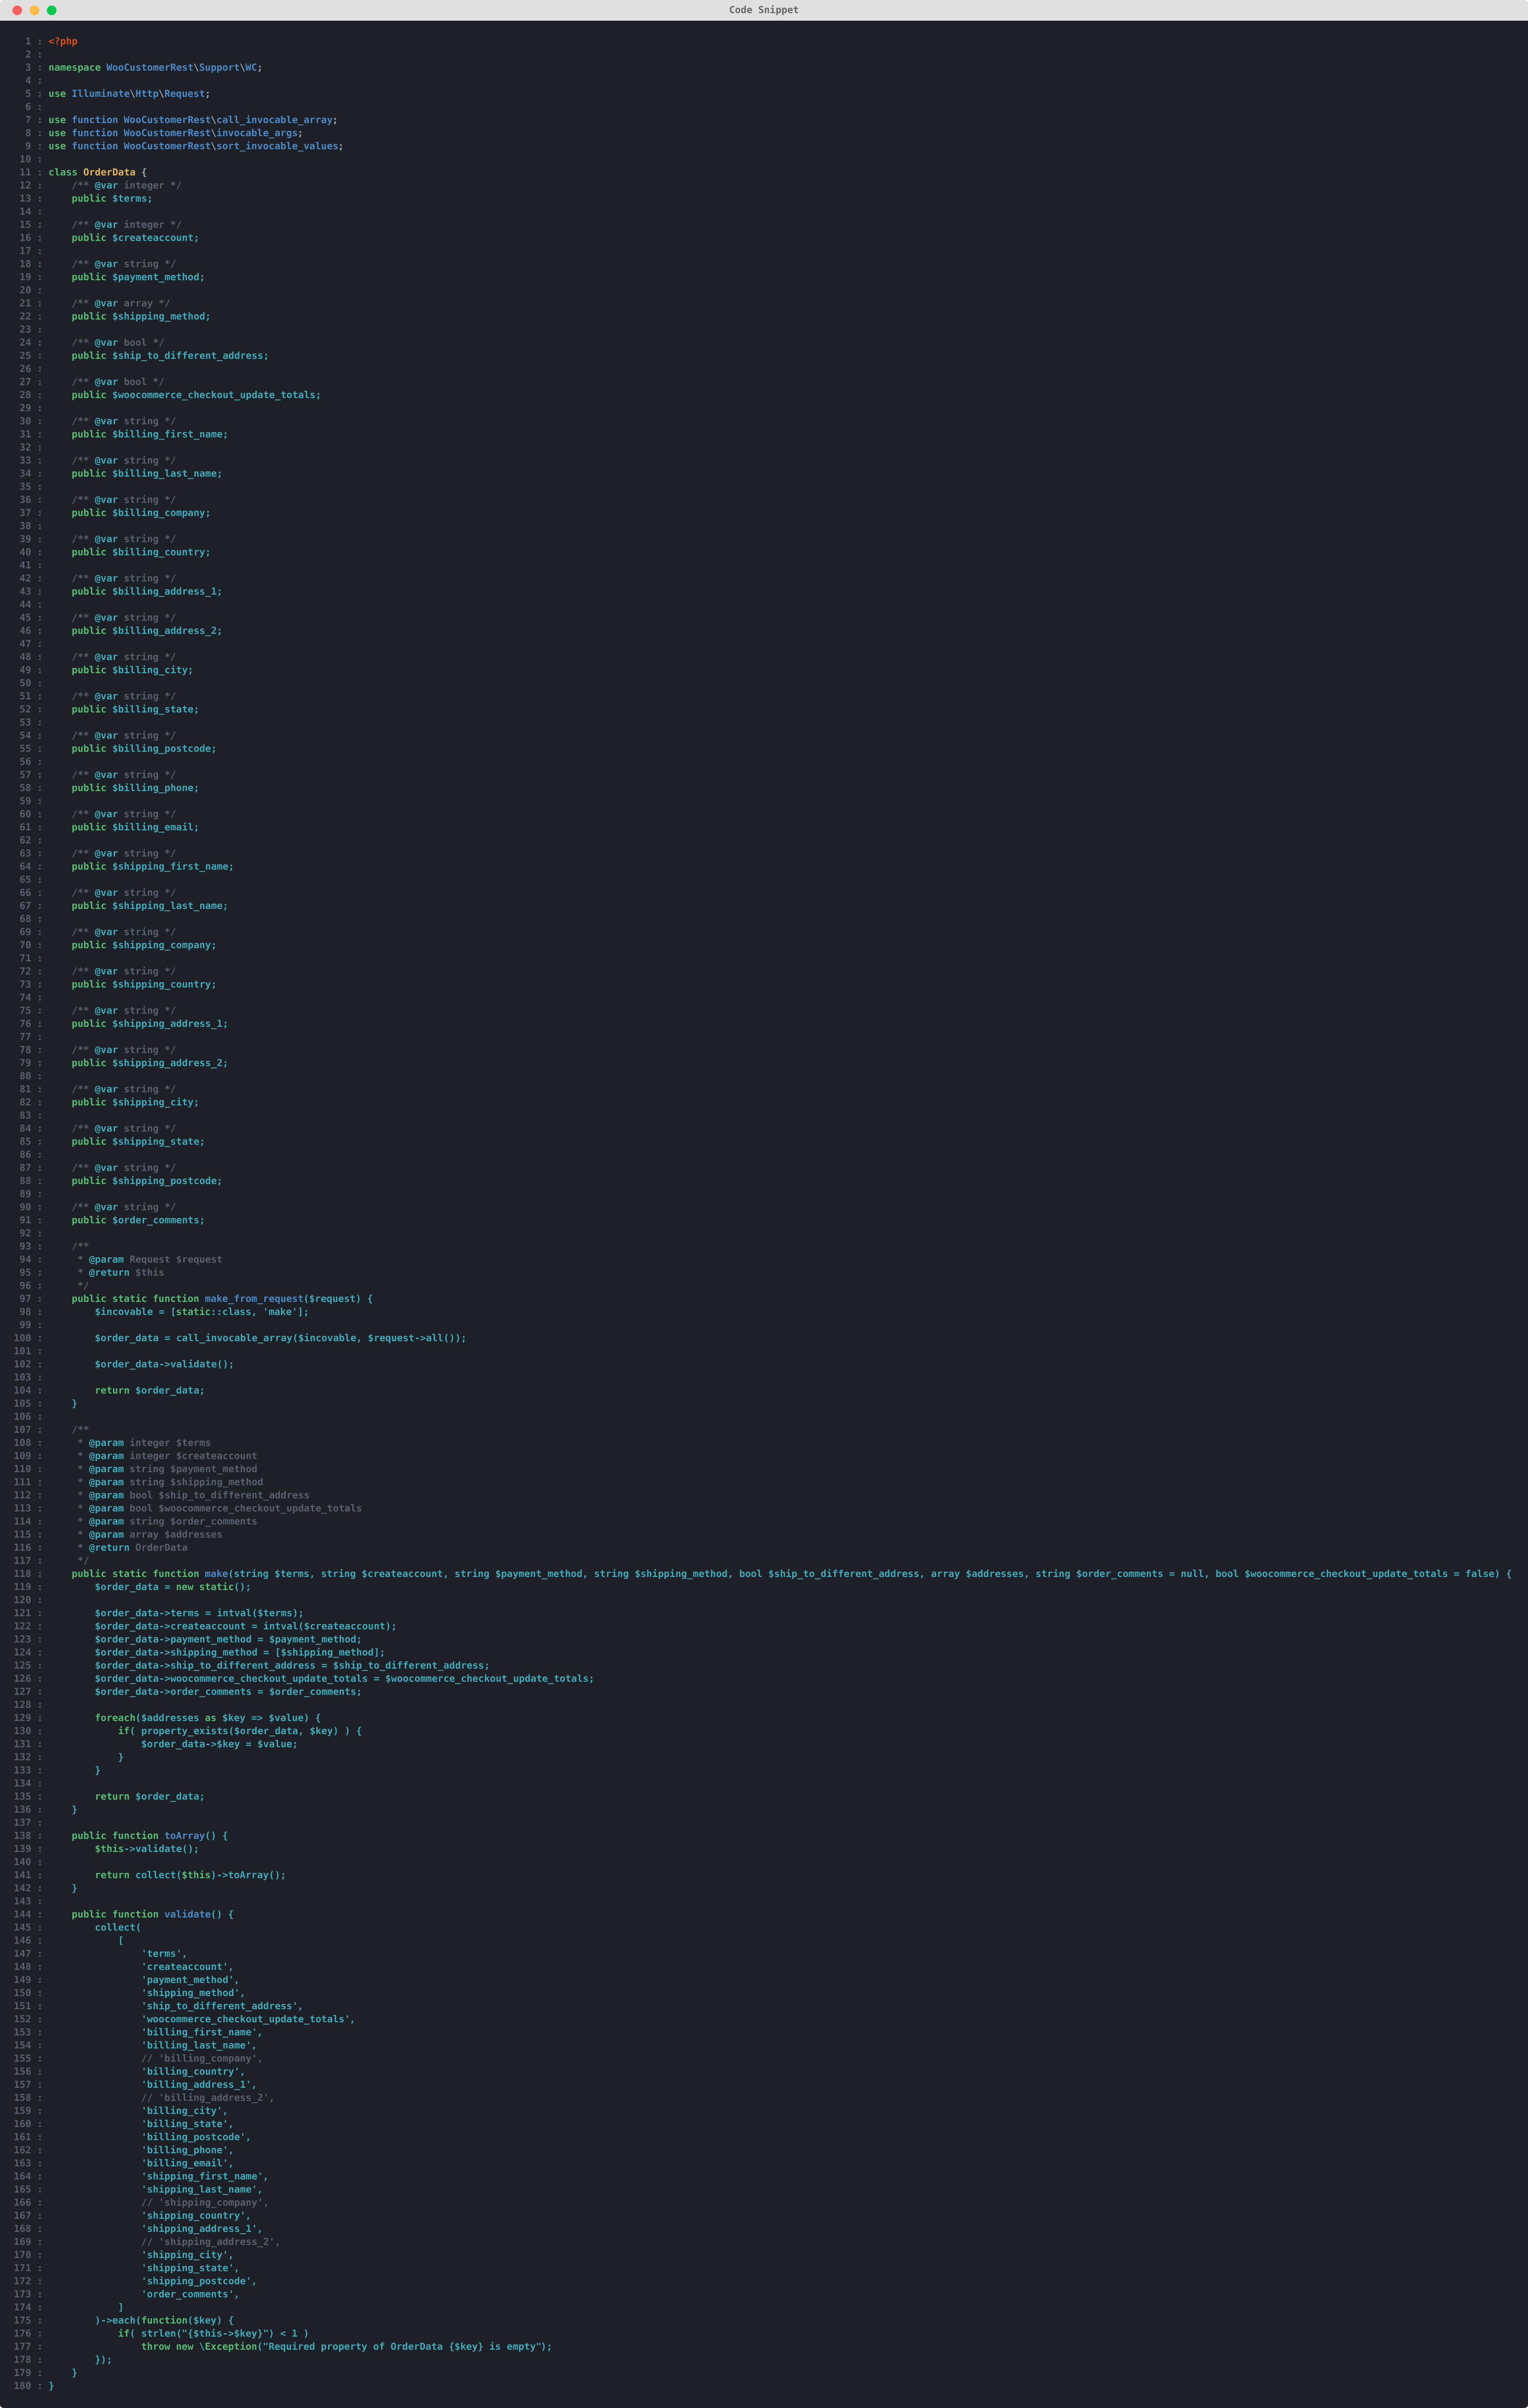 Code Snippet
1 : <?php
2 :
3 : namespace WooCustomerRest\Support\WC;
4 :
5 : use Illuminate\Http\Request;
6 :
7 : use function WooCustomerRest\call_invocable_array;
8 : use function WooCustomerRest\invocable_args;
9 : use function WooCustomerRest\sort_invocable_values;
10 :
11 : class OrderData {
12 :     /** @var integer */
13 :     public $terms;
14 :
15 :     /** @var integer */
16 :     public $createaccount;
17 :
18 :     /** @var string */
19 :     public $payment_method;
20 :
21 :     /** @var array */
22 :     public $shipping_method;
23 :
24 :     /** @var bool */
25 :     public $ship_to_different_address;
26 :
27 :     /** @var bool */
28 :     public $woocommerce_checkout_update_totals;
29 :
30 :     /** @var string */
31 :     public $billing_first_name;
32 :
33 :     /** @var string */
34 :     public $billing_last_name;
35 :
36 :     /** @var string */
37 :     public $billing_company;
38 :
39 :     /** @var string */
40 :     public $billing_country;
41 :
42 :     /** @var string */
43 :     public $billing_address_1;
44 :
45 :     /** @var string */
46 :     public $billing_address_2;
47 :
48 :     /** @var string */
49 :     public $billing_city;
50 :
51 :     /** @var string */
52 :     public $billing_state;
53 :
54 :     /** @var string */
55 :     public $billing_postcode;
56 :
57 :     /** @var string */
58 :     public $billing_phone;
59 :
60 :     /** @var string */
61 :     public $billing_email;
62 :
63 :     /** @var string */
64 :     public $shipping_first_name;
65 :
66 :     /** @var string */
67 :     public $shipping_last_name;
68 :
69 :     /** @var string */
70 :     public $shipping_company;
71 :
72 :     /** @var string */
73 :     public $shipping_country;
74 :
75 :     /** @var string */
76 :     public $shipping_address_1;
77 :
78 :     /** @var string */
79 :     public $shipping_address_2;
80 :
81 :     /** @var string */
82 :     public $shipping_city;
83 :
84 :     /** @var string */
85 :     public $shipping_state;
86 :
87 :     /** @var string */
88 :     public $shipping_postcode;
89 :
90 :     /** @var string */
91 :     public $order_comments;
92 :
93 :     /**
94 :      * @param Request $request
95 :      * @return $this
96 :      */
97 :     public static function make_from_request($request) {
98 :         $incovable = [static::class, 'make'];
99 :
100 :         $order_data = call_invocable_array($incovable, $request->all());
101 :
102 :         $order_data->validate();
103 :
104 :         return $order_data;
105 :     }
106 :
107 :     /**
108 :      * @param integer $terms
109 :      * @param integer $createaccount
110 :      * @param string $payment_method
111 :      * @param string $shipping_method
112 :      * @param bool $ship_to_different_address
113 :      * @param bool $woocommerce_checkout_update_totals
114 :      * @param string $order_comments
115 :      * @param array $addresses
116 :      * @return OrderData
117 :      */
118 :     public static function make(string $terms, string $createaccount, string $payment_method, string $shipping_method, bool $ship_to_different_address, array $addresses, string $order_comments = null, bool $woocommerce_checkout_update_totals = false) {
119 :         $order_data = new static();
120 :
121 :         $order_data->terms = intval($terms);
122 :         $order_data->createaccount = intval($createaccount);
123 :         $order_data->payment_method = $payment_method;
124 :         $order_data->shipping_method = [$shipping_method];
125 :         $order_data->ship_to_different_address = $ship_to_different_address;
126 :         $order_data->woocommerce_checkout_update_totals = $woocommerce_checkout_update_totals;
127 :         $order_data->order_comments = $order_comments;
128 :
129 :         foreach($addresses as $key => $value) {
130 :             if( property_exists($order_data, $key) ) {
131 :                 $order_data->$key = $value;
132 :             }
133 :         }
134 :
135 :         return $order_data;
136 :     }
137 :
138 :     public function toArray() {
139 :         $this->validate();
140 :
141 :         return collect($this)->toArray();
142 :     }
143 :
144 :     public function validate() {
145 :         collect(
146 :             [
147 :                 'terms',
148 :                 'createaccount',
149 :                 'payment_method',
150 :                 'shipping_method',
151 :                 'ship_to_different_address',
152 :                 'woocommerce_checkout_update_totals',
153 :                 'billing_first_name',
154 :                 'billing_last_name',
155 :                 // 'billing_company',
156 :                 'billing_country',
157 :                 'billing_address_1',
158 :                 // 'billing_address_2',
159 :                 'billing_city',
160 :                 'billing_state',
161 :                 'billing_postcode',
162 :                 'billing_phone',
163 :                 'billing_email',
164 :                 'shipping_first_name',
165 :                 'shipping_last_name',
166 :                 // 'shipping_company',
167 :                 'shipping_country',
168 :                 'shipping_address_1',
169 :                 // 'shipping_address_2',
170 :                 'shipping_city',
171 :                 'shipping_state',
172 :                 'shipping_postcode',
173 :                 'order_comments',
174 :             ]
175 :         )->each(function($key) {
176 :             if( strlen("{$this->$key}") < 1 )
177 :                 throw new \Exception("Required property of OrderData {$key} is empty");
178 :         });
179 :     }
180 : }